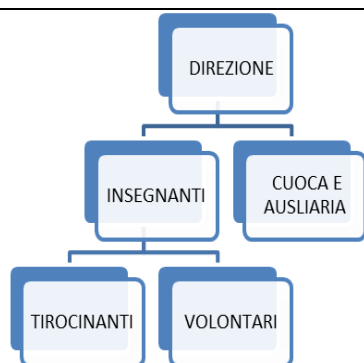 DIREZIONE
INSEGNANTI
CUOCA E
AUSLIARIA
TIROCINANTI
VOLONTARI